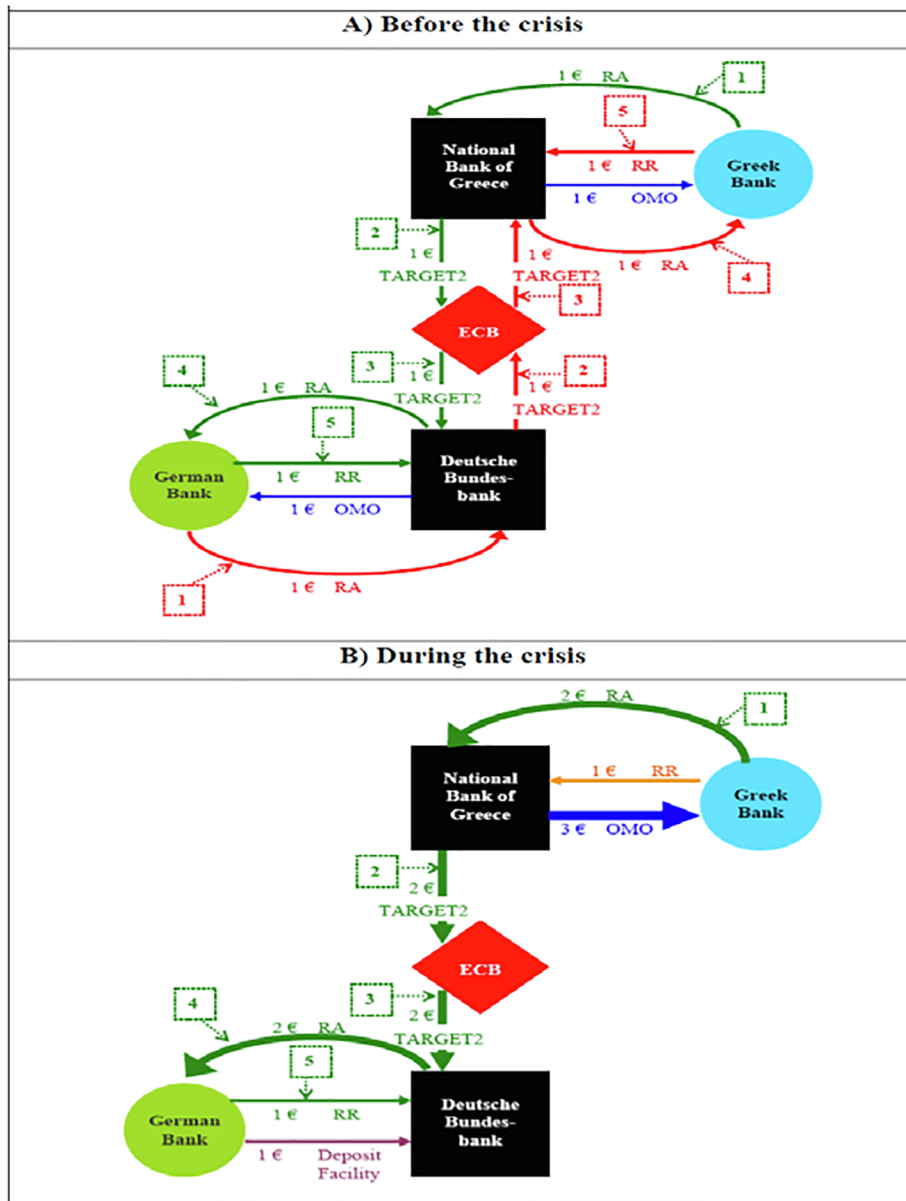 A) Before the crisis
1 € RA
1
5
National
Bank of
Greece
1 € RR
1 € OMO
Greek
Bank
2
1 €
TARGET2
1 €
TARGET2
1 € RA
4
3
ECB
3
1 €
TARGET2
2
1 €
TARGET2
4
1 € RA
5
German
Bank
1 € RR
1 € OMO
Deutsche
Bundes-
bank
1
1 € RA
B) During the crisis
2 € RA
1
National
Bank of
Greece
1 € RR
3 € OMO
Greek
Bank
2
2 €
TARGET2
ECB
3
2 €
TARGET2
4
2 € RA
5
German
Bank
1 € RR
1 € Deposit
Facility
Deutsche
Bundes-
bank